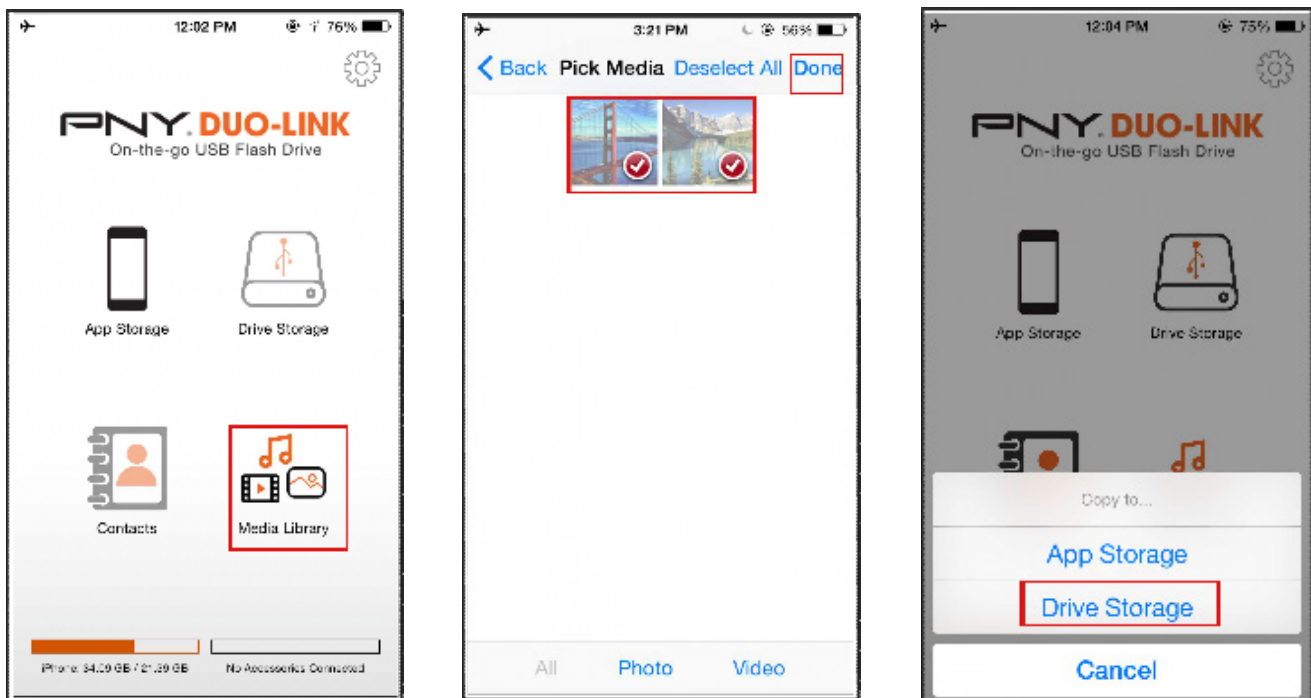 12:02 PM 76%
PNY DUO-LINK
On-the-go USB Flash Drive
App Storage Drive Storage
Contacts Media Library
No Accessories Connected
3:21 PM 56%
Back Pick Media Deselect All Done
All Photo Video
12:04 PM 75%
PNY DUO-LINK
On-the-go USB Flash Drive
App Storage Drive Storage
Copy to...
App Storage
Drive Storage
Cancel